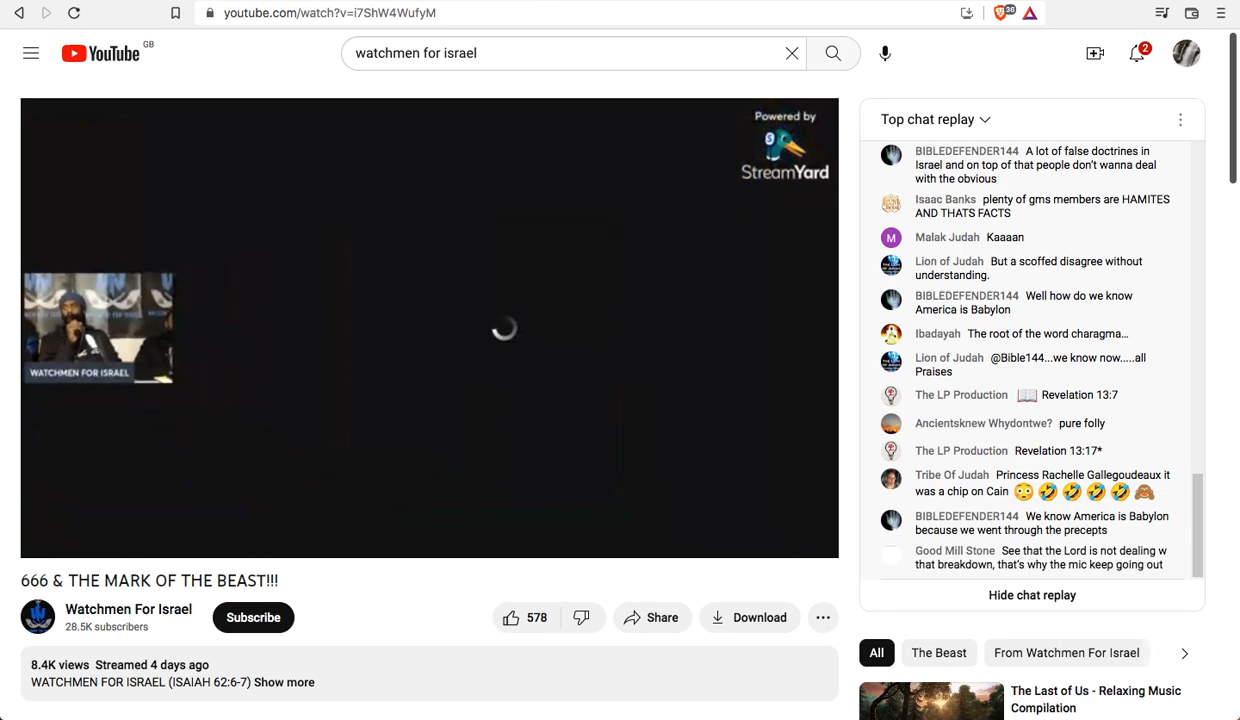 youtube.com/watch?v=i7ShW4WufyM
36
YouTube GB
watchmen for israel
2
Powered by
StreamYard
WATCHMEN FOR ISRAEL
666 & THE MARK OF THE BEAST!!!
Watchmen For Israel
28.5K subscribers
Subscribe
578
Share
Download
8.4K views Streamed 4 days ago
WATCHMEN FOR ISRAEL (ISAIAH 62:6-7) Show more
Top chat replay
BIBLEDEFENDER144 A lot of false doctrines in
Israel and on top of that people don't wanna deal
with the obvious
Isaac Banks plenty of gms members are HAMITES
AND THATS FACTS
M
Malak Judah Kaaaan
Lion of Judah But a scoffed disagree without
understanding.
BIBLEDEFENDER144 Well how do we know
America is Babylon
Ibadayah The root of the word charagma...
Lion of Judah @Bible144...we know now.....all
Praises
The LP Production 📖 Revelation 13:7
Ancientsknew Whydontwe? pure folly
The LP Production Revelation 13:17*
Tribe Of Judah Princess Rachelle Gallegoudeaux it
was a chip on Cain 😳🤣🤣🤣🤣🙈
BIBLEDEFENDER144 We know America is Babylon
because we went through the precepts
Good Mill Stone See that the Lord is not dealing w
that breakdown, that's why the mic keep going out
Hide chat replay
All
The Beast
From Watchmen For Israel
The Last of Us - Relaxing Music
Compilation